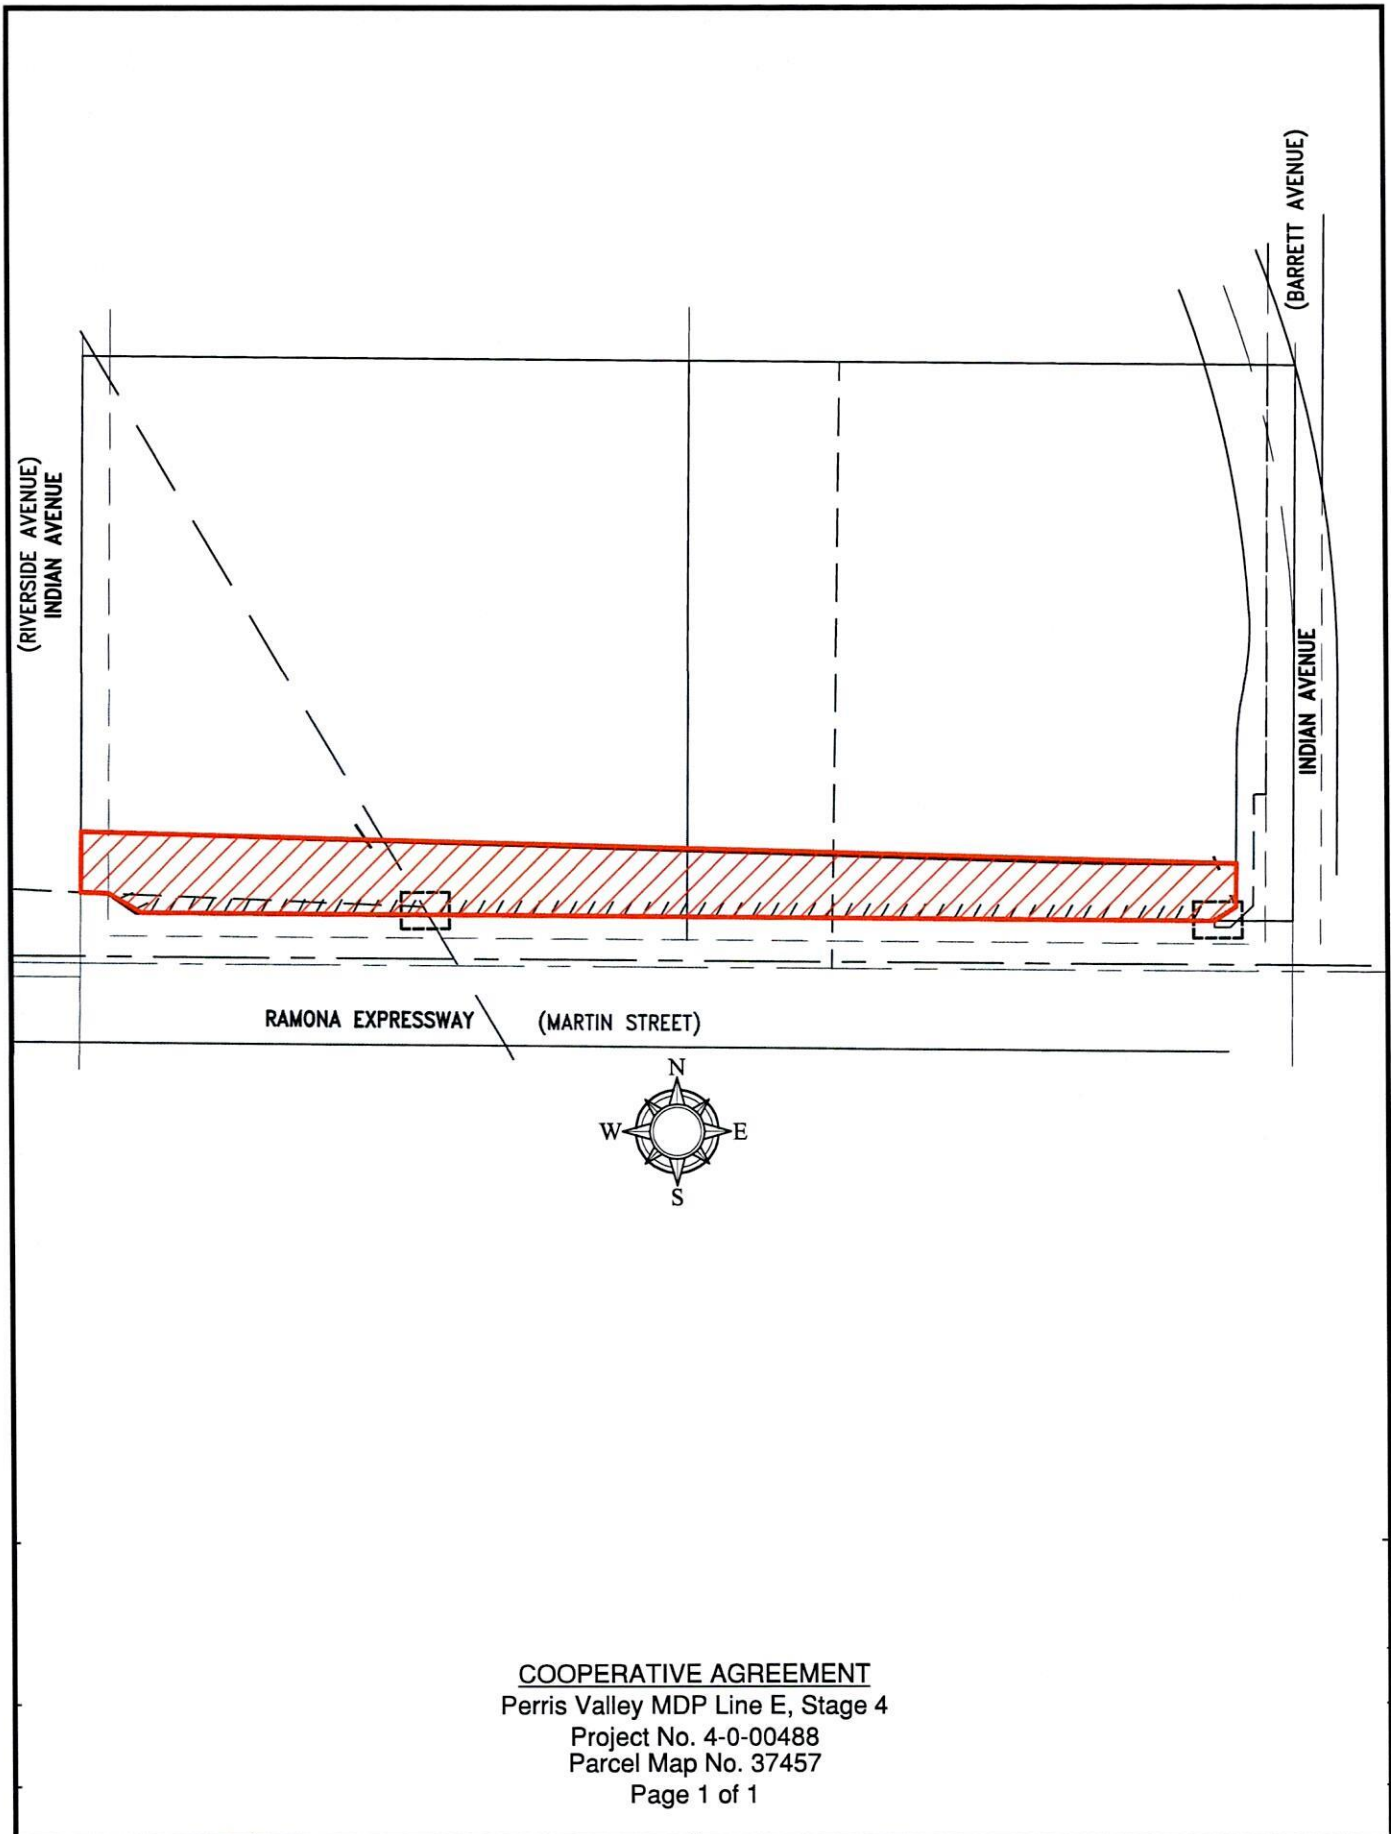 (BARRETT AVENUE)
(RIVERSIDE AVENUE)
INDIAN AVENUE
INDIAN AVENUE
RAMONA EXPRESSWAY
(MARTIN STREET)
N
W
E
S
COOPERATIVE AGREEMENT
Perris Valley MDP Line E, Stage 4
Project No. 4-0-00488
Parcel Map No. 37457
Page 1 of 1